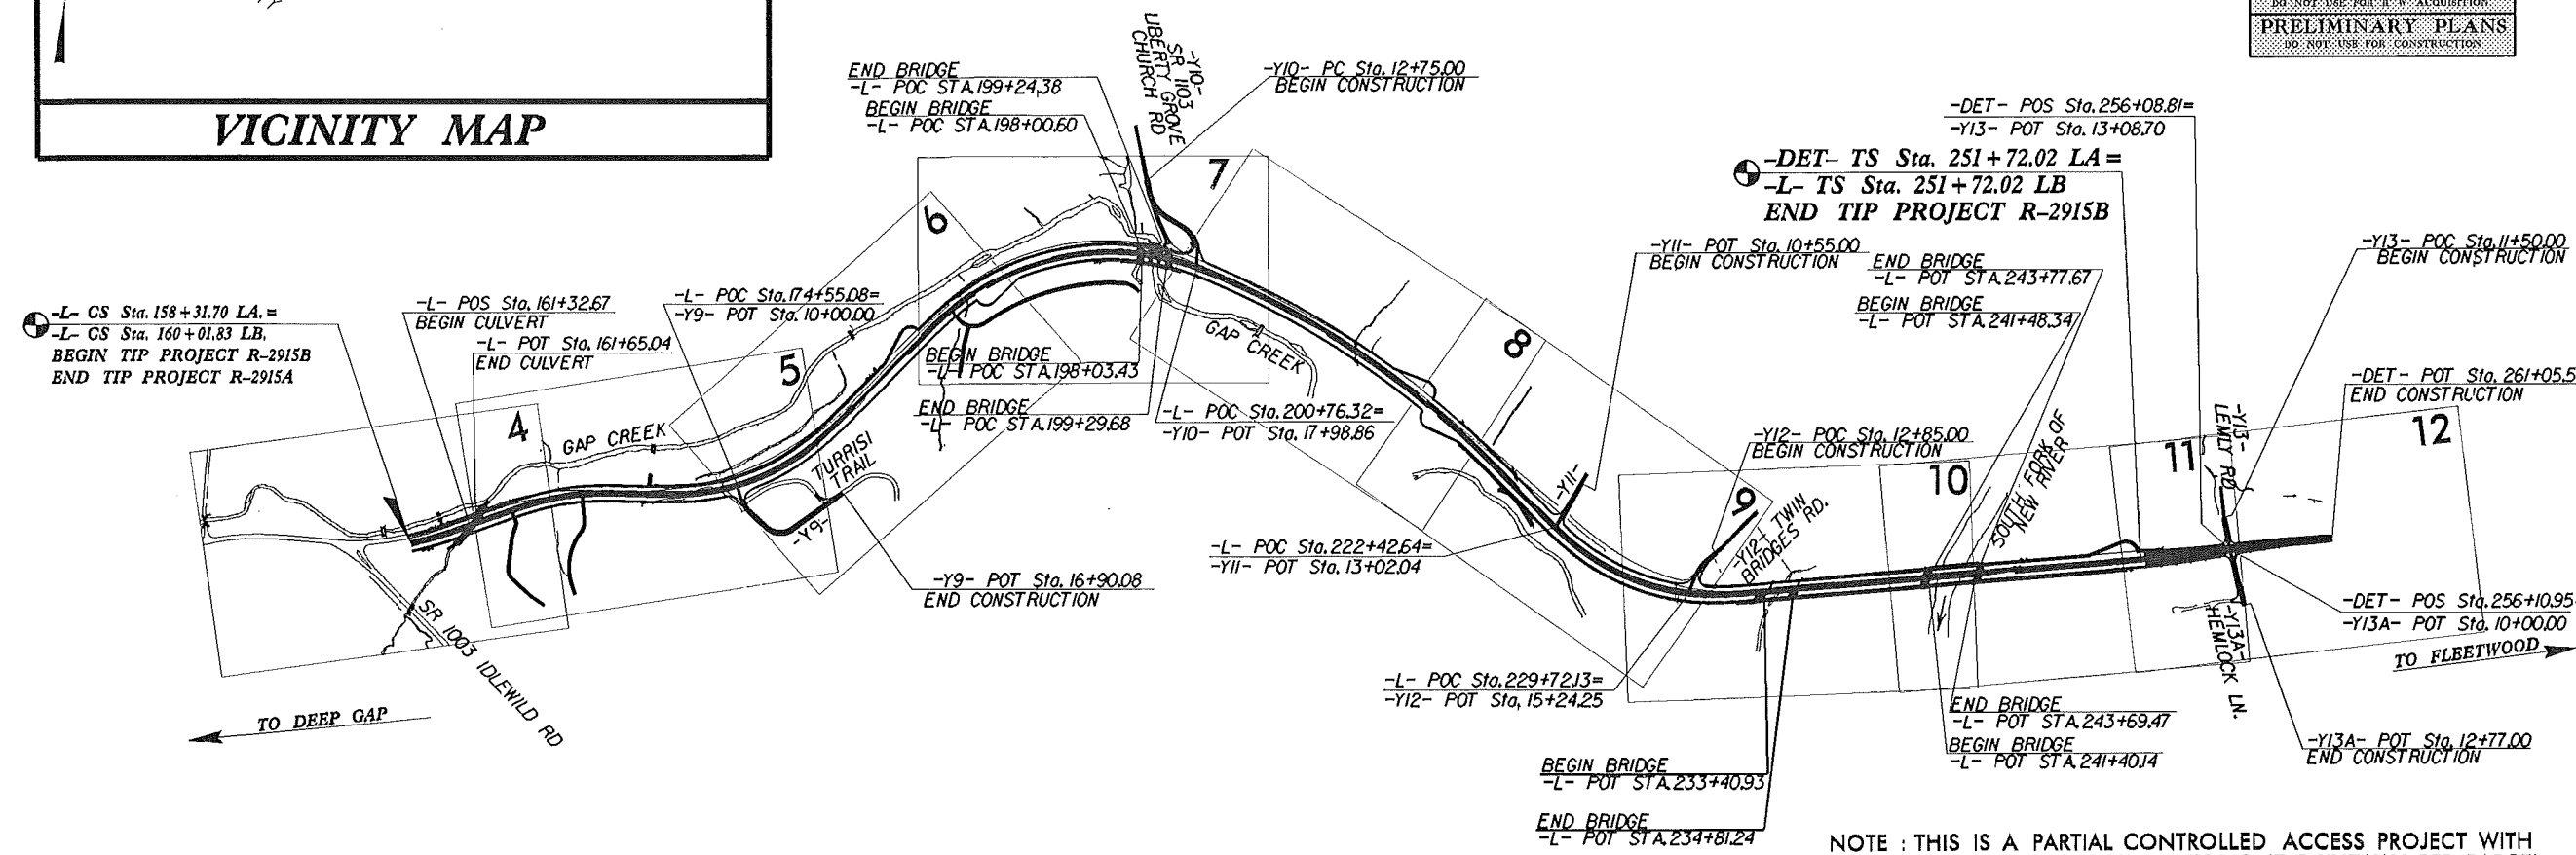 VICINITY MAP
DO NOT USE FOR R/W ACQUISITION
PRELIMINARY PLANS
DO NOT USE FOR CONSTRUCTION
END BRIDGE
-L- POC STA.199+24.38
BEGIN BRIDGE
-L- POC STA.198+00.60
-Y10-
SR 1103
LIBERTY GROVE
CHURCH RD
-Y10- PC Sta. 12+75.00
BEGIN CONSTRUCTION
-DET- POS Sta. 256+08.81=
-Y13- POT Sta. 13+08.70
-DET- TS Sta. 251+72.02 LA =
-L- TS Sta. 251+72.02 LB
END TIP PROJECT R-2915B
-Y11- POT Sta. 10+55.00
BEGIN CONSTRUCTION
END BRIDGE
-L- POT STA.243+77.67
BEGIN BRIDGE
-L- POT STA.241+48.34
-Y13- POC Sta.11+50.00
BEGIN CONSTRUCTION
-L- CS Sta. 158+31.70 LA. =
-L- CS Sta. 160+01.83 LB,
BEGIN TIP PROJECT R-2915B
END TIP PROJECT R-2915A
-L- POS Sta. 161+32.67
BEGIN CULVERT
-L- POT Sta. 161+65.04
END CULVERT
-L- POC Sta.174+55.08=
-Y9- POT Sta. 10+00.00
4
5
6
7
8
9
10
11
12
GAP CREEK
TURRISI
TRAIL
-Y9-
BEGIN BRIDGE
-L- POC STA.198+03.43
END BRIDGE
-L- POC STA.199+29.68
GAP CREEK
-L- POC Sta. 200+76.32=
-Y10- POT Sta. 17+98.86
-Y11-
-Y12- POC Sta. 12+85.00
BEGIN CONSTRUCTION
-Y12- TWIN
BRIDGES RD.
SOUTH FORK OF
NEW RIVER
-Y13-
LEMLY RD
-DET- POT Sta. 261+05.5
END CONSTRUCTION
-Y9- POT Sta. 16+90.08
END CONSTRUCTION
-L- POC Sta. 222+42.64=
-Y11- POT Sta. 13+02.04
-L- POC Sta. 229+72.13=
-Y12- POT Sta. 15+24.25
-DET- POS Sta. 256+10.95
-Y13A- POT Sta. 10+00.00
-Y13A-
HEMLOCK LN.
TO FLEETWOOD
SR 1003 IDLEWILD RD
TO DEEP GAP
END BRIDGE
-L- POT STA.243+69.47
BEGIN BRIDGE
-L- POT STA.241+40.14
-Y13A- POT Sta. 12+77.00
END CONSTRUCTION
BEGIN BRIDGE
-L- POT STA.233+40.93
END BRIDGE
-L- POT STA.234+81.24
NOTE : THIS IS A PARTIAL CONTROLLED ACCESS PROJECT WITH